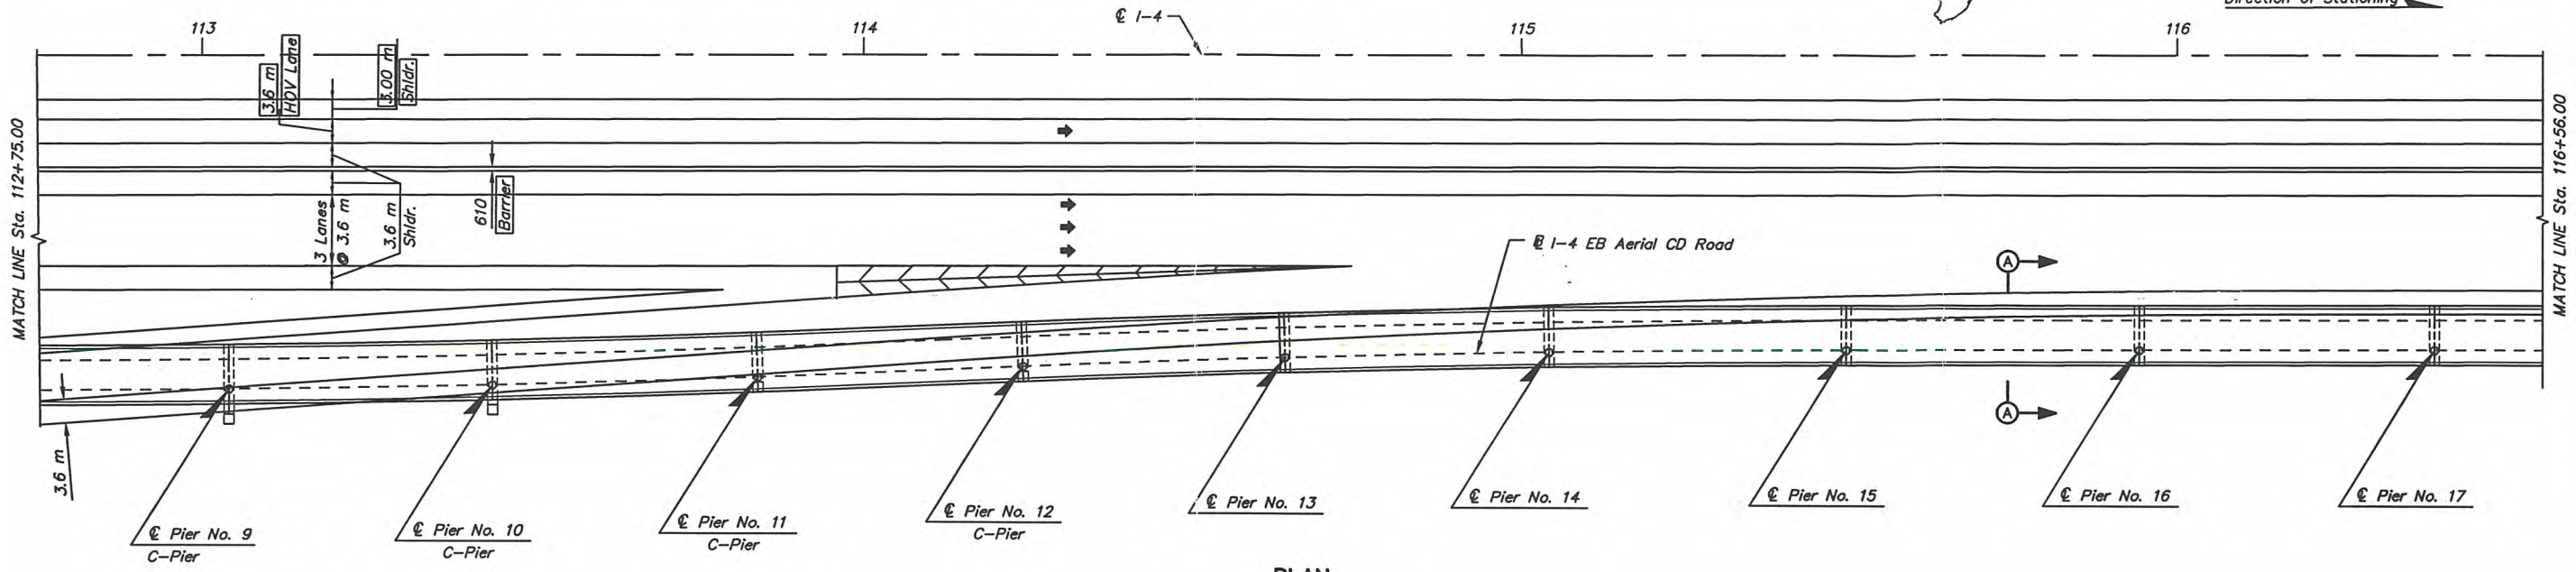 Direction of Stationing
℄ I-4
113
114
115
116
3.6 m
HOV Lane
3.00 m
Shldr.
MATCH LINE Sta. 112+75.00
MATCH LINE Sta. 116+56.00
3 Lanes
@ 3.6 m
3.6 m
Shldr.
610
Barrier
I-4 EB Aerial CD Road
A
A
3.6 m
℄ Pier No. 9
C-Pier
℄ Pier No. 10
C-Pier
℄ Pier No. 11
C-Pier
℄ Pier No. 12
C-Pier
℄ Pier No. 13
℄ Pier No. 14
℄ Pier No. 15
℄ Pier No. 16
℄ Pier No. 17
PLAN